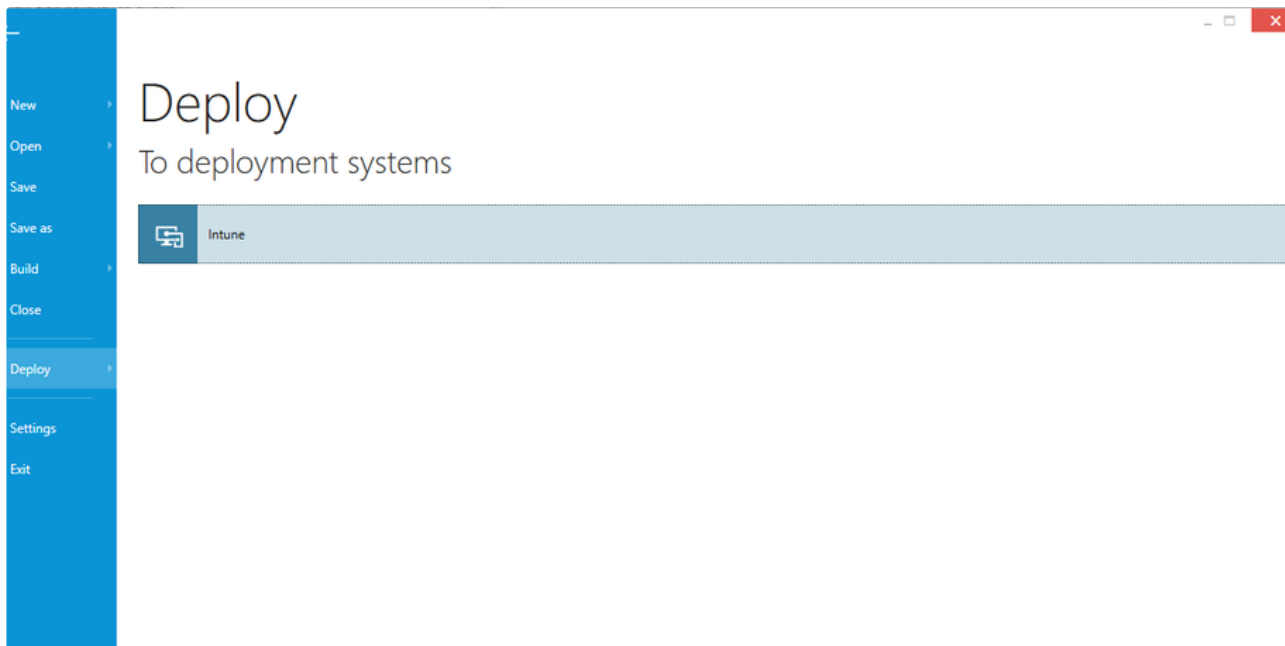 New
Open
Save
Save as
Build
Close
Deploy
Settings
Exit
Deploy
To deployment systems
Intune